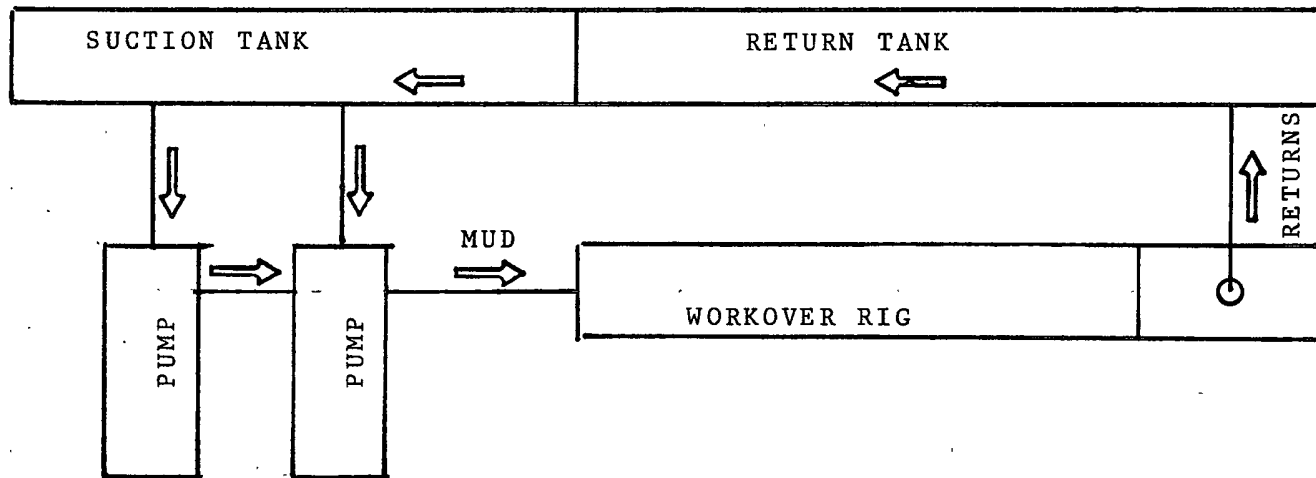 SUCTION TANK
RETURN TANK
RETURNS
MUD
WORKOVER RIG
PUMP
PUMP